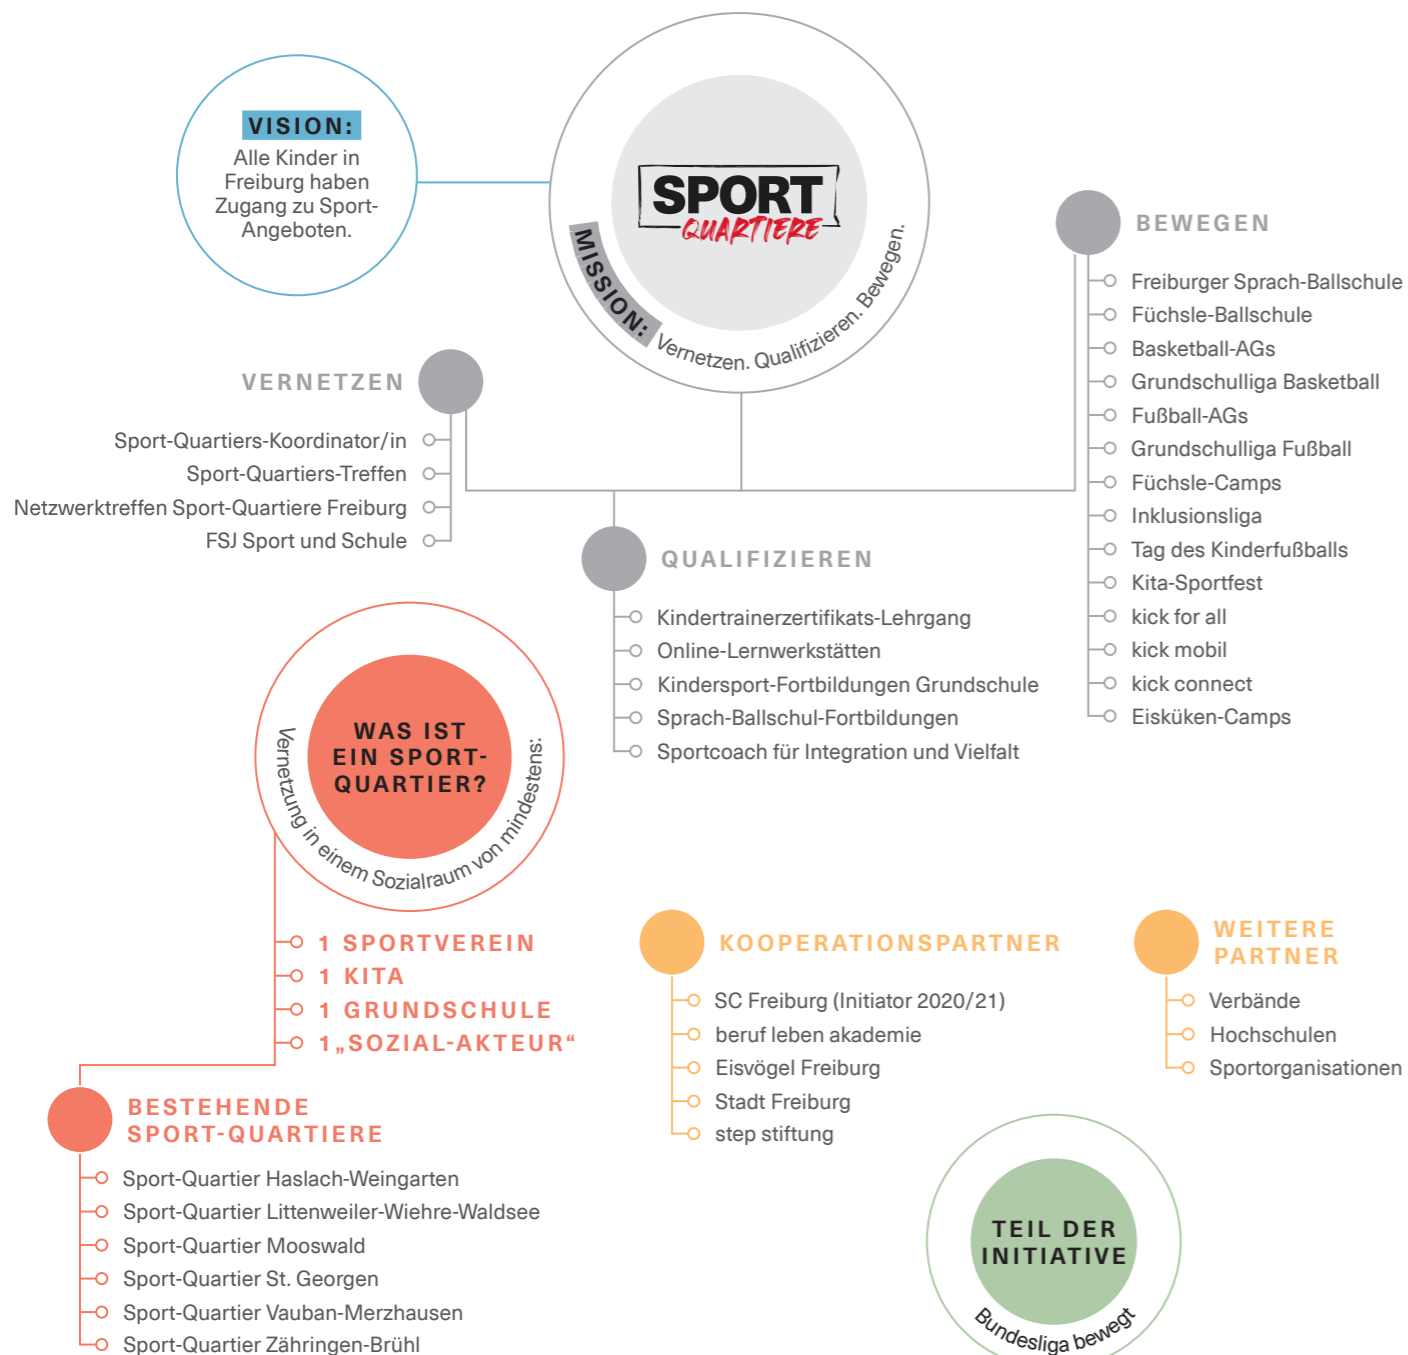 VISION:
Alle Kinder in
Freiburg haben
Zugang zu Sport-
Angeboten.
SPORT
QUARTIERE
MISSION: Vernetzen. Qualifizieren. Bewegen.
VERNETZEN
Sport-Quartiers-Koordinator/in
Sport-Quartiers-Treffen
Netzwerktreffen Sport-Quartiere Freiburg
FSJ Sport und Schule
QUALIFIZIEREN
Kindertrainerzertifikats-Lehrgang
Online-Lernwerkstätten
Kindersport-Fortbildungen Grundschule
Sprach-Ballschul-Fortbildungen
Sportcoach für Integration und Vielfalt
BEWEGEN
Freiburger Sprach-Ballschule
Füchsle-Ballschule
Basketball-AGs
Grundschulliga Basketball
Fußball-AGs
Grundschulliga Fußball
Füchsle-Camps
Inklusionsliga
Tag des Kinderfußballs
Kita-Sportfest
kick for all
kick mobil
kick connect
Eisküken-Camps
WAS IST
EIN SPORT-
QUARTIER?
Vernetzung in einem Sozialraum von mindestens:
1 SPORTVEREIN
1 KITA
1 GRUNDSCHULE
1 „SOZIAL-AKTEUR“
BESTEHENDE
SPORT-QUARTIERE
Sport-Quartier Haslach-Weingarten
Sport-Quartier Littenweiler-Wiehre-Waldsee
Sport-Quartier Mooswald
Sport-Quartier St. Georgen
Sport-Quartier Vauban-Merzhausen
Sport-Quartier Zähringen-Brühl
KOOPERATIONSPARTNER
SC Freiburg (Initiator 2020/21)
beruf leben akademie
Eisvögel Freiburg
Stadt Freiburg
step stiftung
WEITERE
PARTNER
Verbände
Hochschulen
Sportorganisationen
TEIL DER
INITIATIVE
Bundesliga bewegt